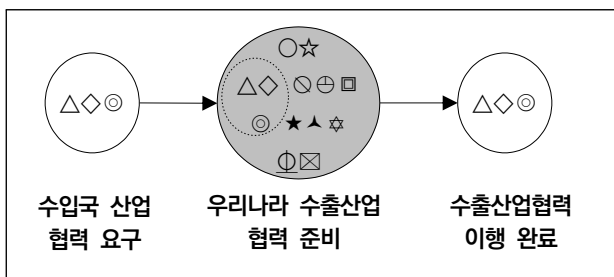 수입국 산업
협력 요구
우리나라 수출산업
협력 준비
수출산업협력
이행 완료